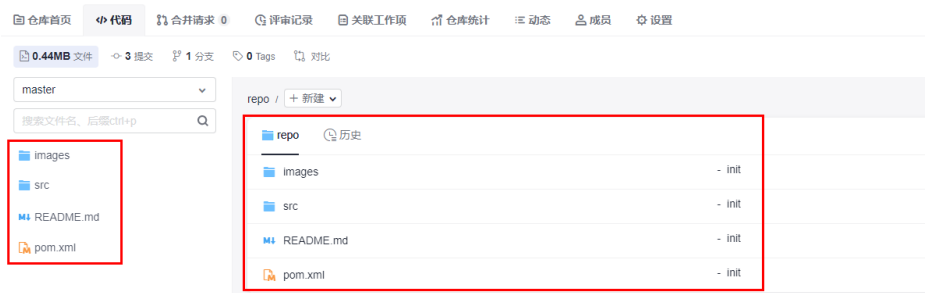 仓库首页 </> 代码 合并请求 0 评审记录 关联工作项 仓库统计 动态 成员 设置
0.44MB 文件 3 提交 1 分支 0 Tags 对比
master
repo / + 新建
搜索文件名、后缀ctrl+p
repo 历史
images
src
README.md
pom.xml
images - init
src - init
README.md - init
pom.xml - init